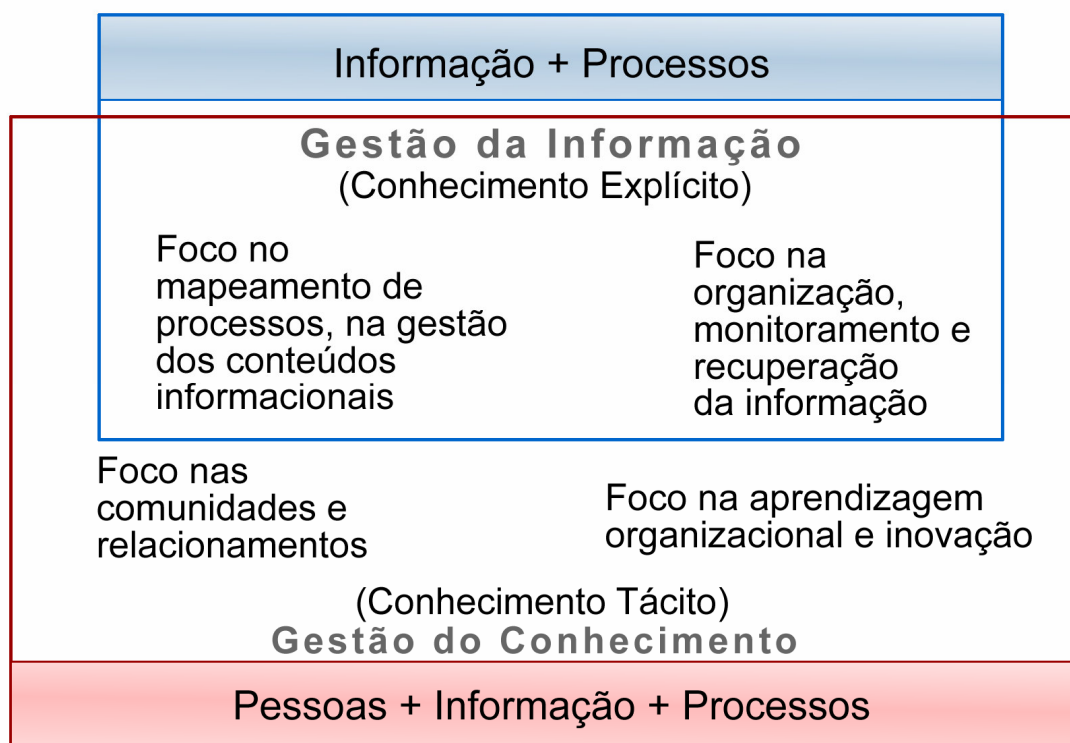 Informação + Processos
Gestão da Informação
(Conhecimento Explícito)
Foco no
mapeamento de
processos, na gestão
dos conteúdos
informacionais
Foco na
organização,
monitoramento e
recuperação
da informação
Foco nas
comunidades e
relacionamentos
Foco na aprendizagem
organizacional e inovação
(Conhecimento Tácito)
Gestão do Conhecimento
Pessoas + Informação + Processos